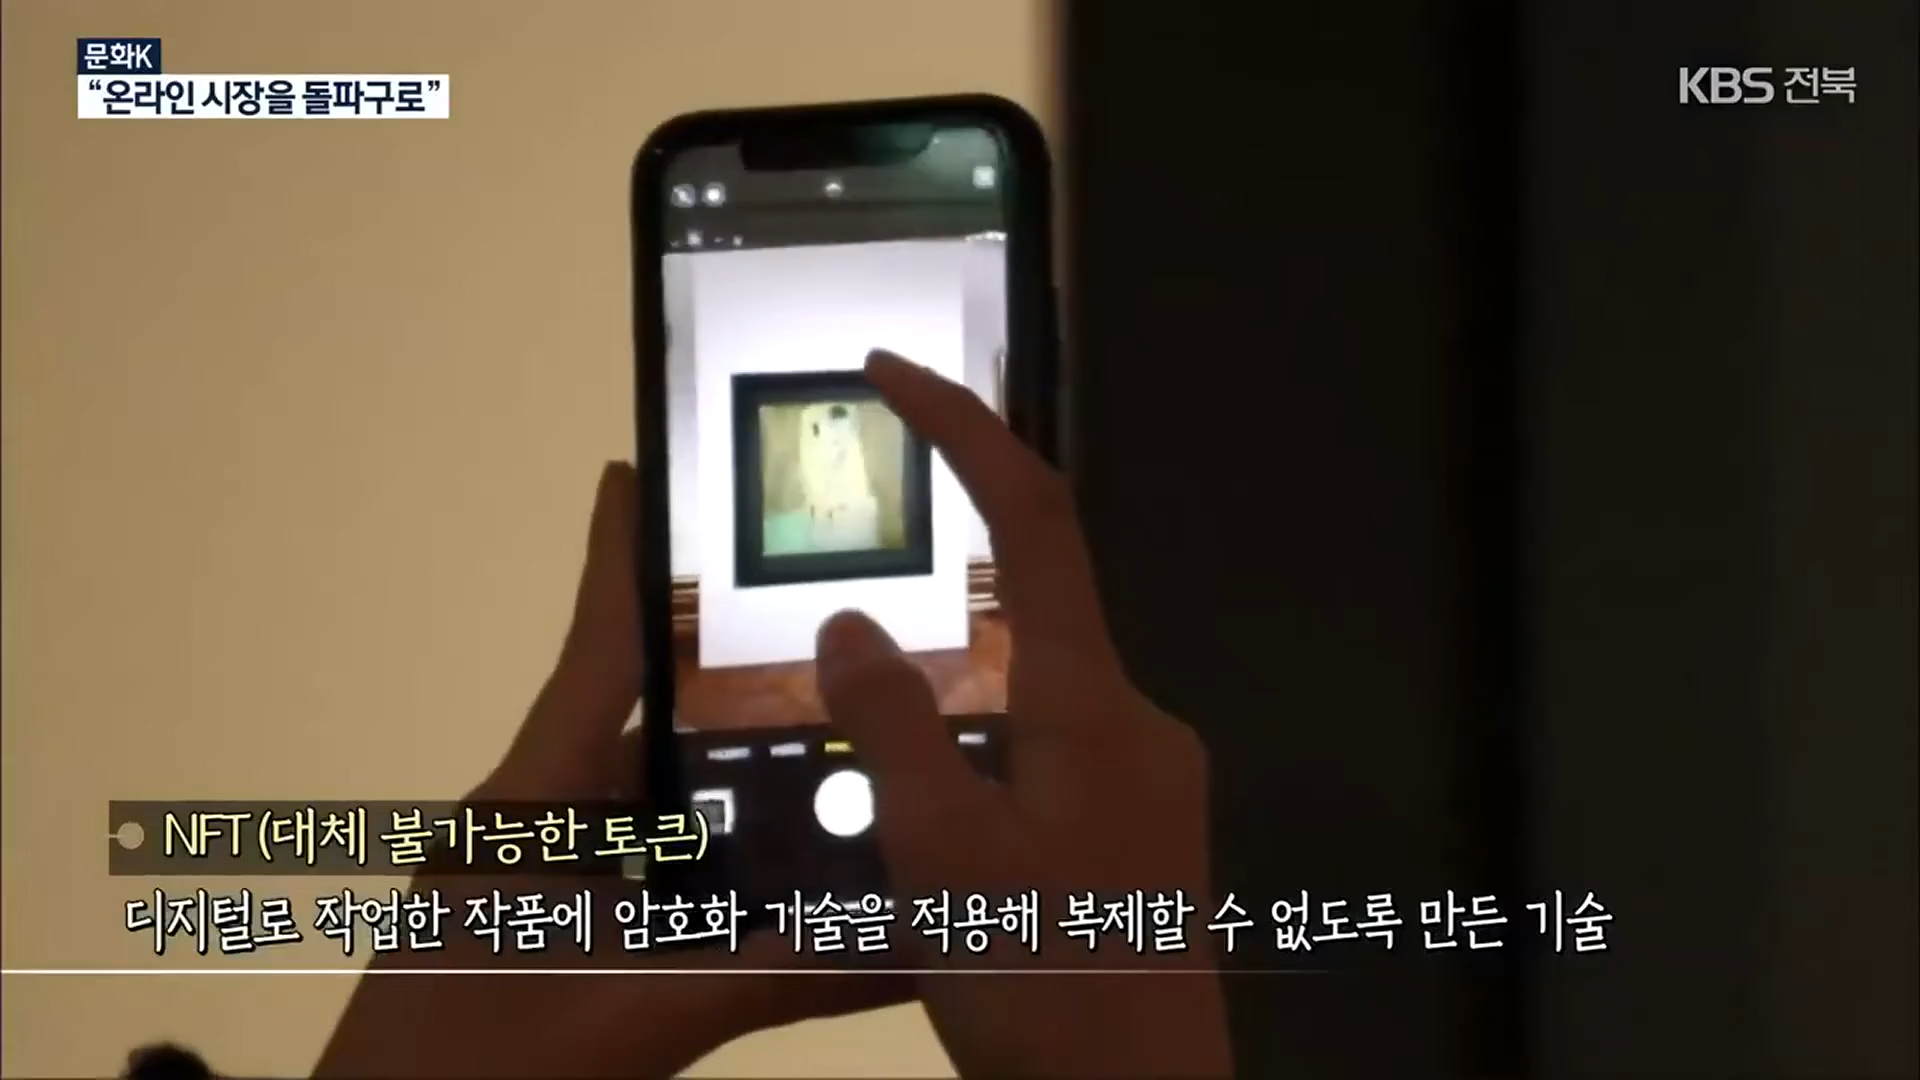 문화K
“온라인 시장을 돌파구로”
KBS 전북
NFT (대체 불가능한 토큰)
디지털로 작업한 작품에 암호화 기술을 적용해 복제할 수 없도록 만든 기술